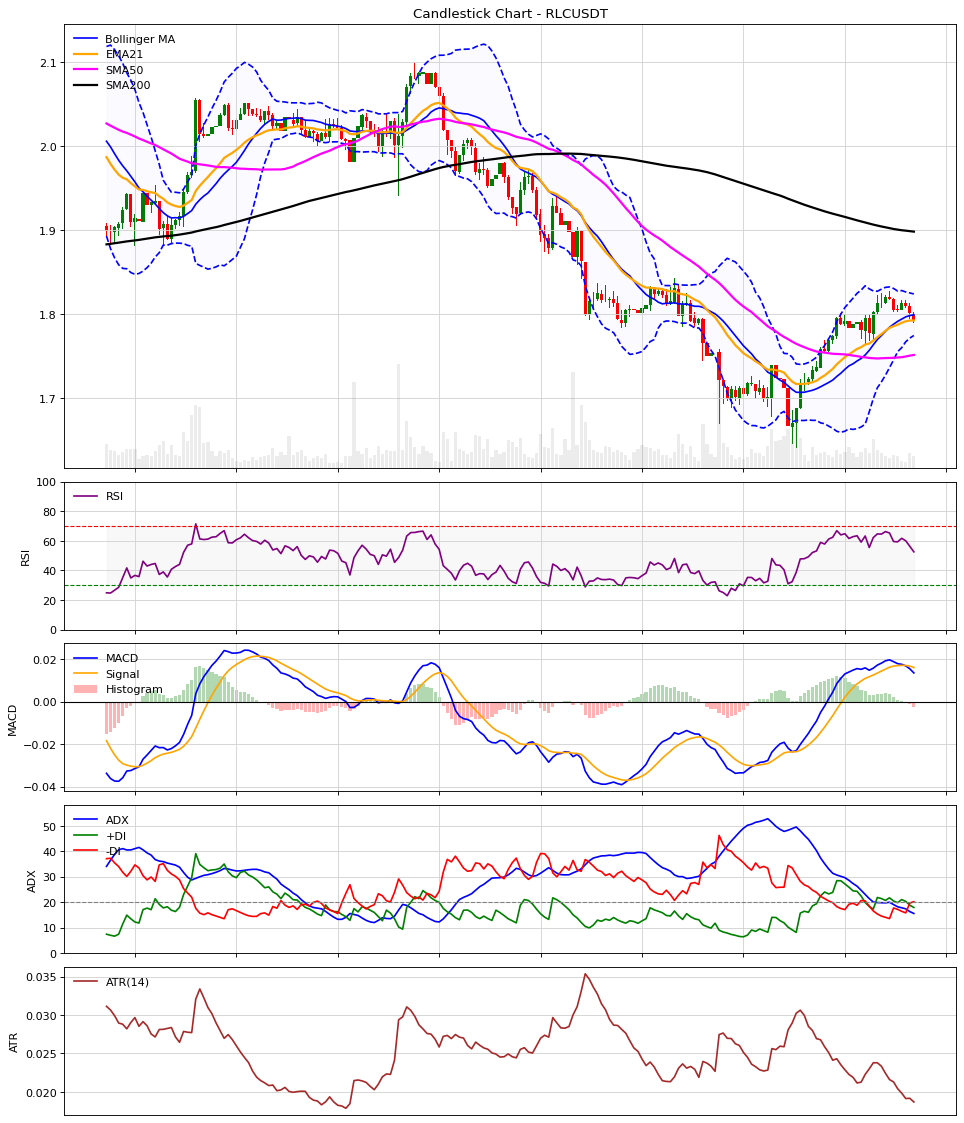 Candlestick Chart - RLCUSDT
Bollinger MA
EMA21
SMA50
SMA200
2.1
2.0
1.9
1.8
1.7
RSI
RSI
100
80
60
40
20
0
MACD
Signal
Histogram
MACD
0.02
0.00
−0.02
−0.04
ADX
+DI
-DI
ADX
50
40
30
20
10
0
ATR(14)
ATR
0.035
0.030
0.025
0.020